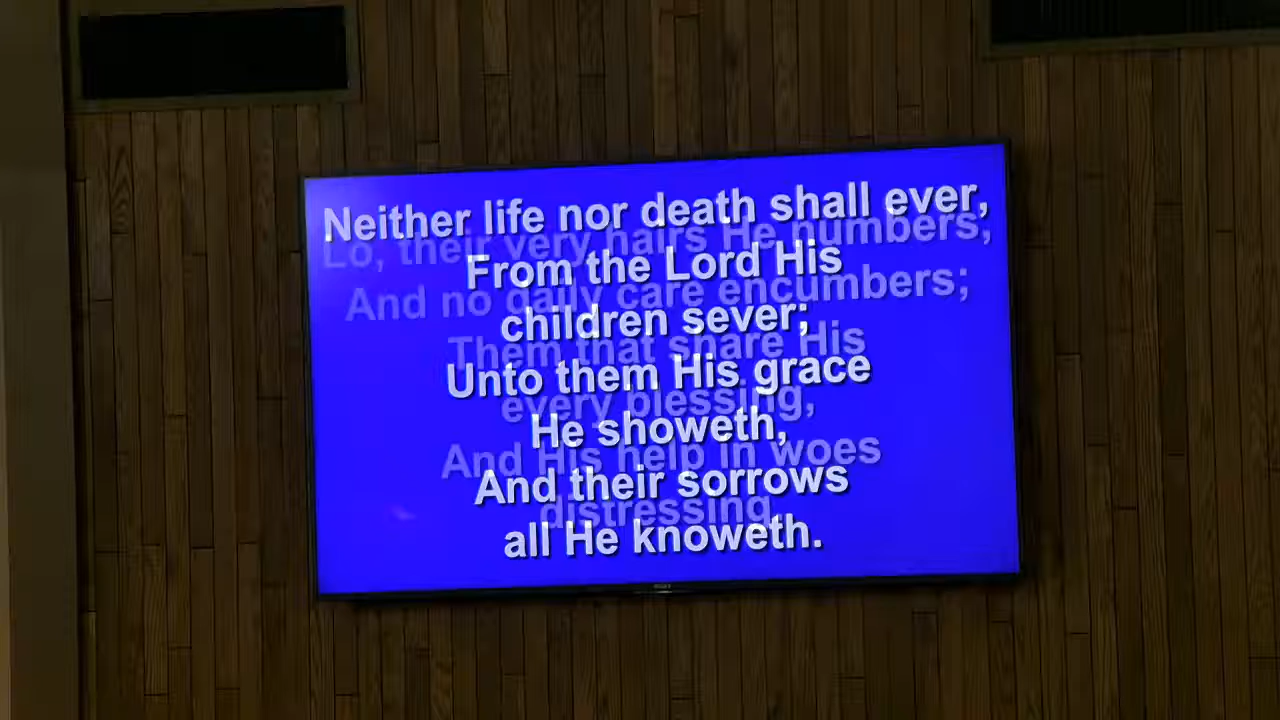 Neither life nor death shall ever,
Lo, their very hairs He numbers,
From the Lord His
And no daily care encumbers;
children sever;
Them that share His
Unto them His grace
every blessing,
He showeth,
And His help in woes
And their sorrows
distressing.
all He knoweth.